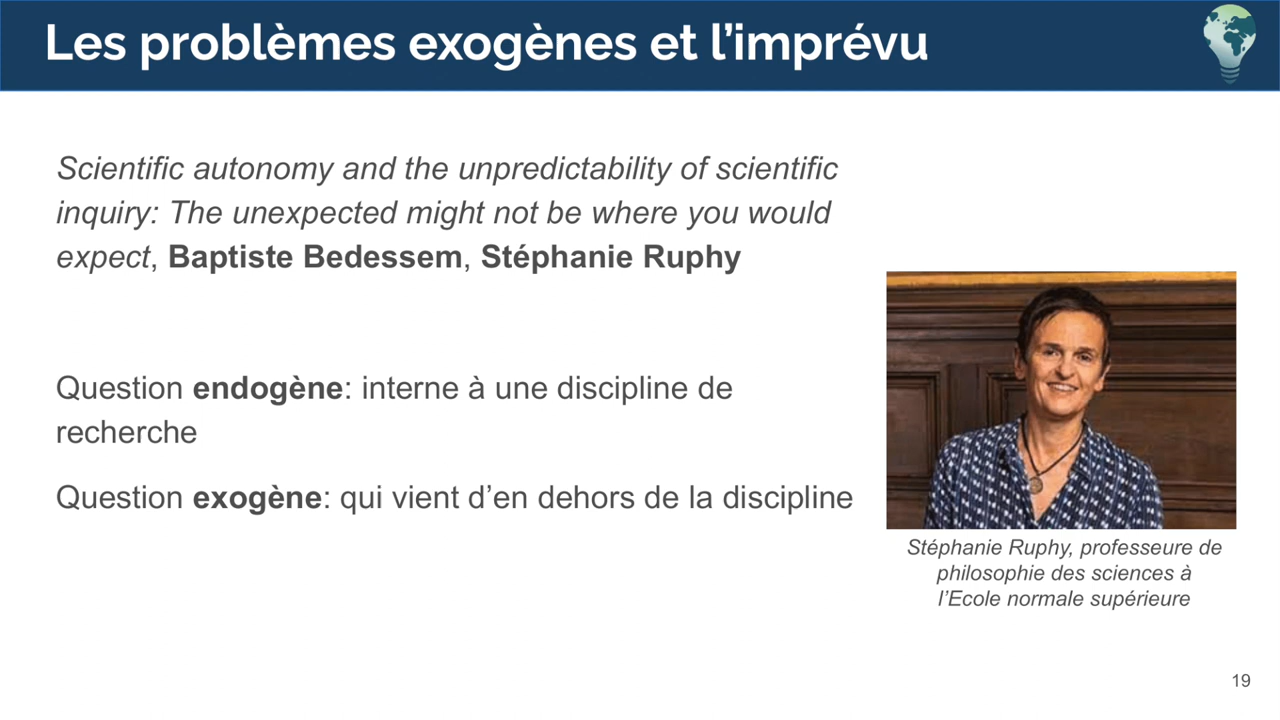 Les problèmes exogènes et l’imprévu
Scientific autonomy and the unpredictability of scientific
inquiry: The unexpected might not be where you would
expect, Baptiste Bedessem, Stéphanie Ruphy
Question endogène: interne à une discipline de
recherche
Question exogène: qui vient d’en dehors de la discipline
Stéphanie Ruphy, professeure de
philosophie des sciences à
l’Ecole normale supérieure
19